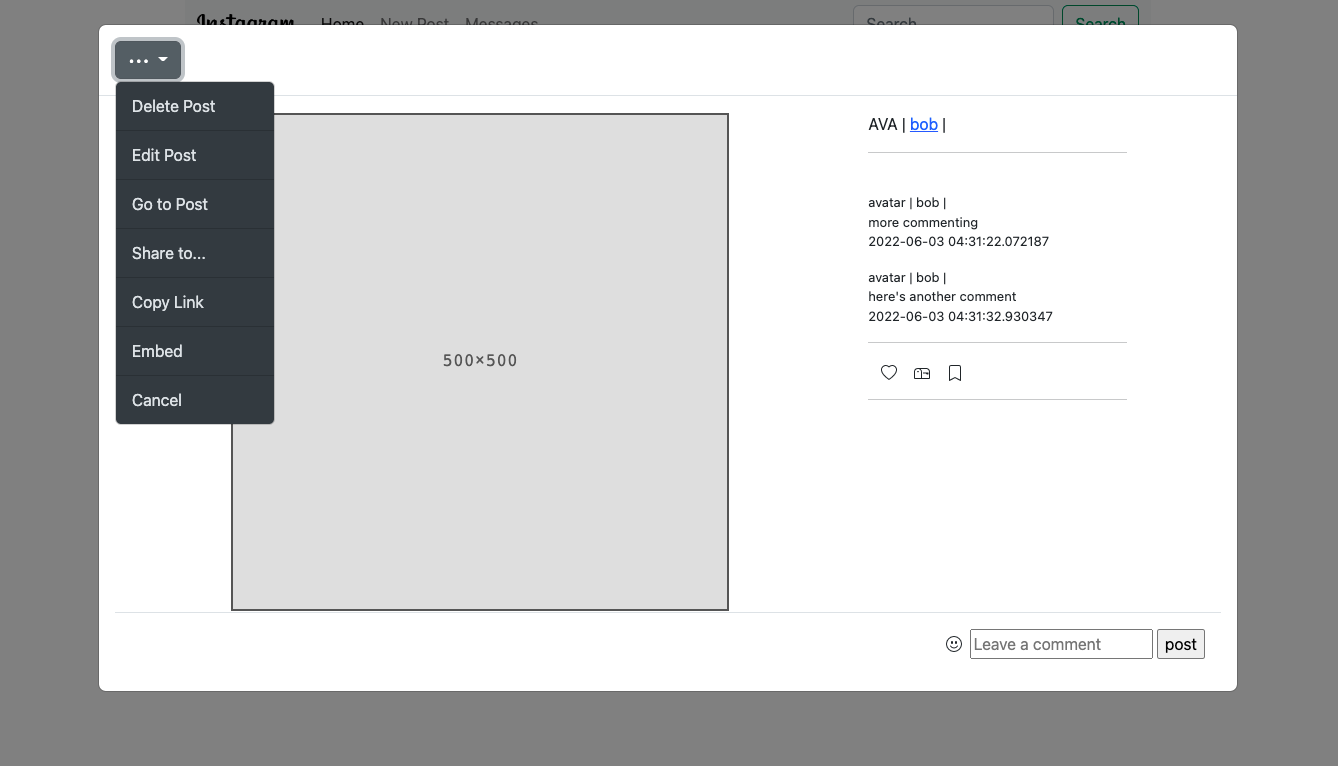 Instagram Home New Post Messages Search Search
...
Delete Post
Edit Post
Go to Post
Share to...
Copy Link
Embed
Cancel
500×500
AVA | bob |
avatar | bob |
more commenting
2022-06-03 04:31:22.072187
avatar | bob |
here's another comment
2022-06-03 04:31:32.930347
Leave a comment post